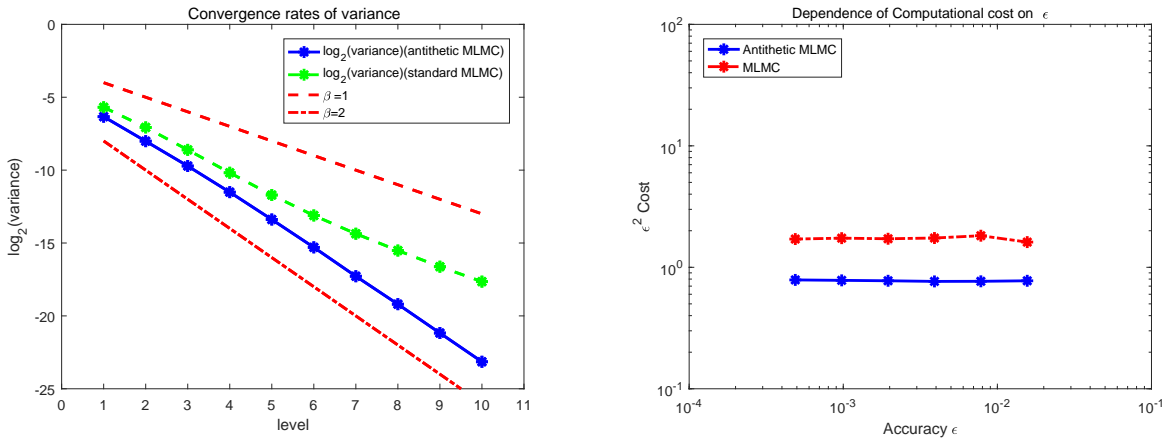 Convergence rates of variance
log2(variance)(antithetic MLMC)
log2(variance)(standard MLMC)
β =1
β=2
0
-5
-10
-15
-20
-25
log2(variance)
0 1 2 3 4 5 6 7 8 9 10 11
level
Dependence of Computational cost on ϵ
Antithetic MLMC
MLMC
10^2
10^1
10^0
10^-1
ϵ^2 Cost
10^-4 10^-3 10^-2 10^-1
Accuracy ϵ